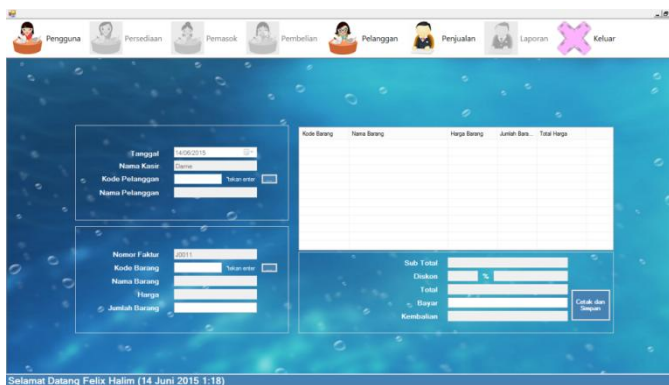 Pengguna Persediaan Pemasok Pembelian Pelanggan Penjualan Laporan Keluar
Tanggal 14/06/2015
Nama Kasir Dame
Kode Pelanggan *tekan enter ...
Nama Pelanggan
Nomor Faktur J0011
Kode Barang *tekan enter ...
Nama Barang
Harga
Jumlah Barang
Kode Barang Nama Barang Harga Barang Jumlah Bara... Total Harga
Sub Total
Diskon %
Total
Bayar
Kembalian
Cetak dan
Simpan
Selamat Datang Felix Halim (14 Juni 2015 1:18)